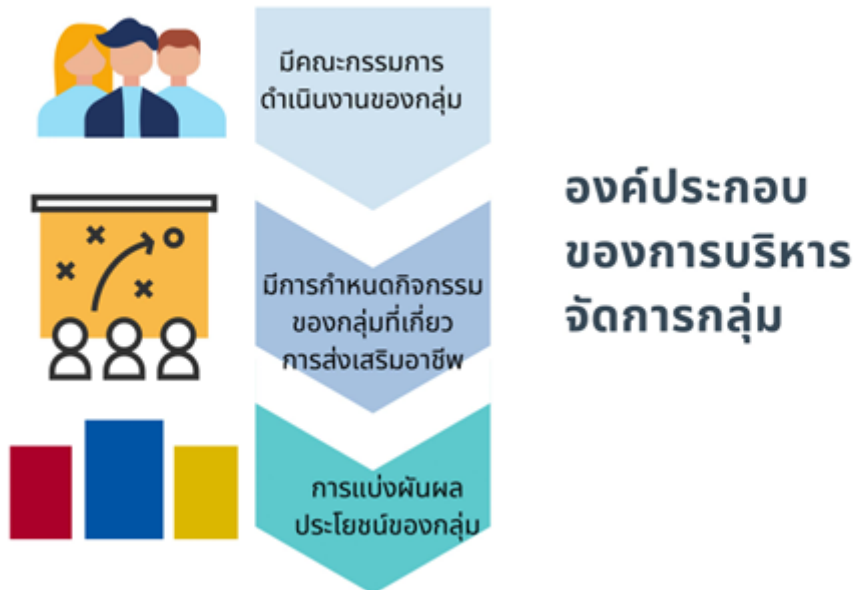 มีคณะกรรมการ
ดำเนินงานของกลุ่ม
มีการกำหนดกิจกรรม
ของกลุ่มที่เกี่ยว
การส่งเสริมอาชีพ
การแบ่งผันผล
ประโยชน์ของกลุ่ม
องค์ประกอบ
ของการบริหาร
จัดการกลุ่ม